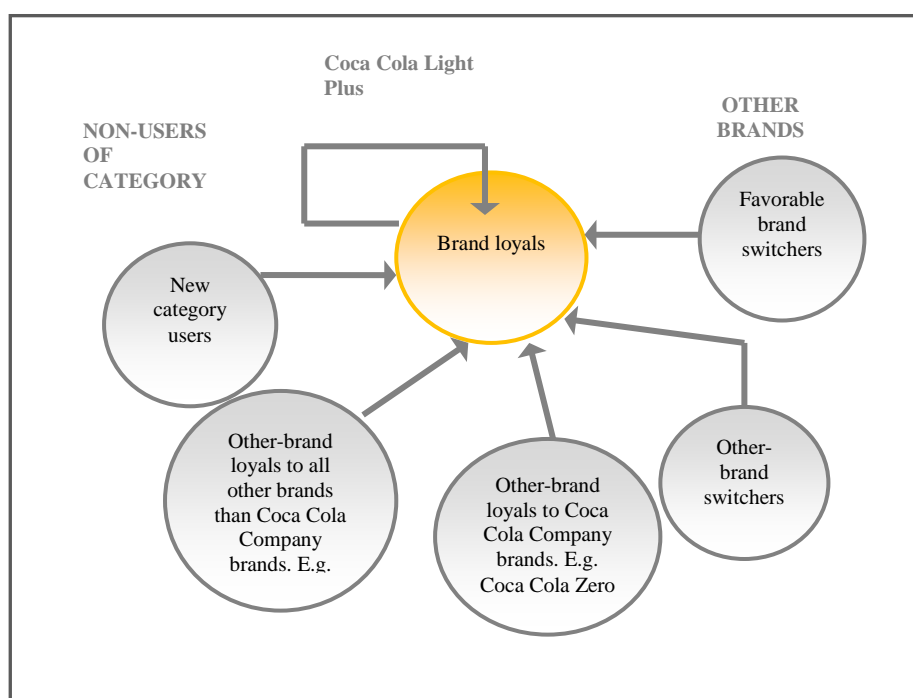 Coca Cola Light
Plus
OTHER
BRANDS
NON-USERS
OF
CATEGORY
Favorable
brand
switchers
Brand loyals
New
category
users
Other-brand
loyals to all
other brands
than Coca Cola
Company
brands. E.g.
Other-brand
loyals to Coca
Cola Company
brands. E.g.
Coca Cola Zero
Other-
brand
switchers